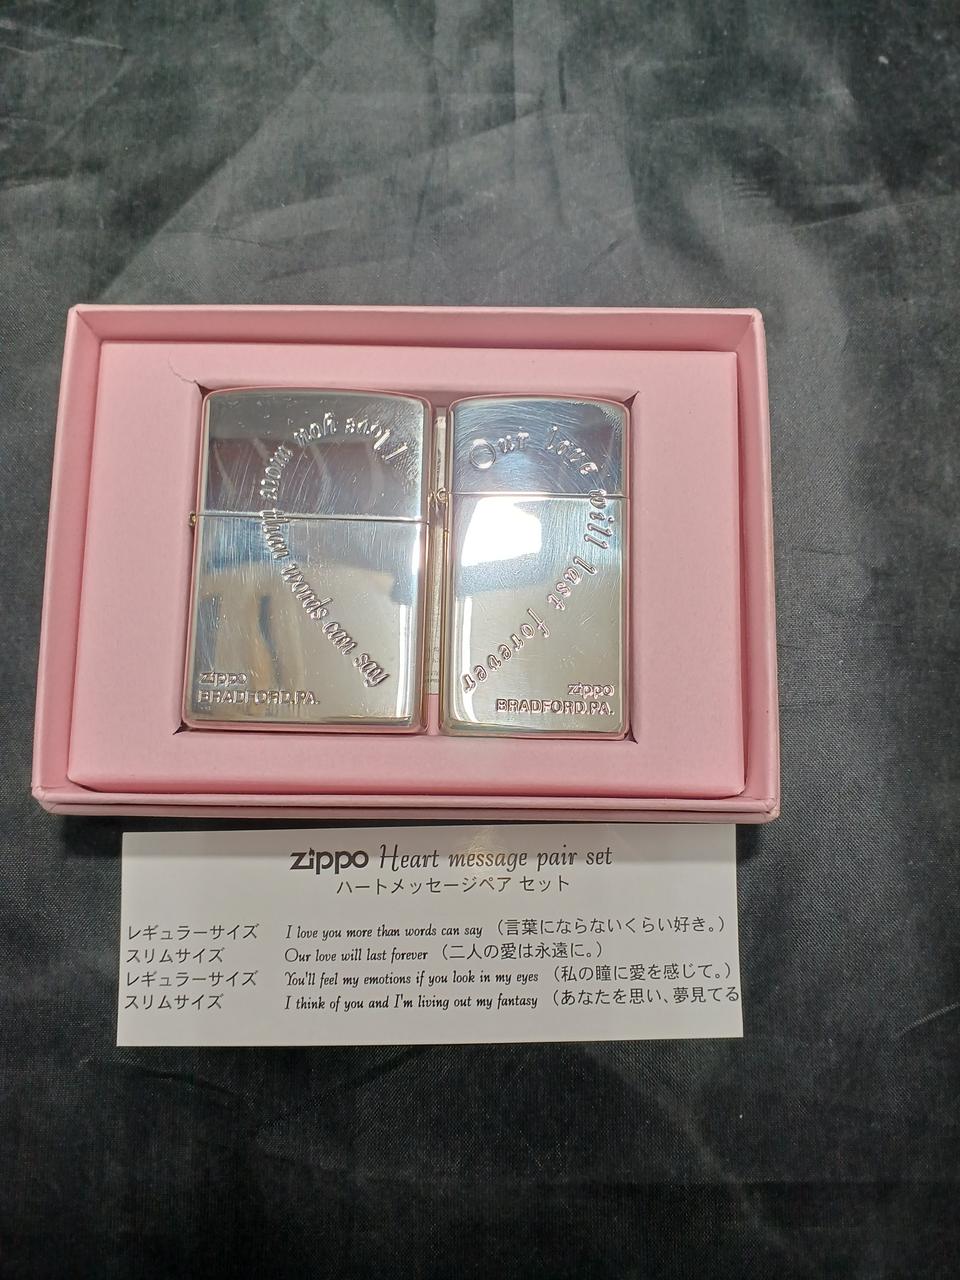 I love you more than words can say
Our love will last forever
zippo
BRADFORD,PA.
zippo
BRADFORD,PA.
zippo Heart message pair set
ハートメッセージペア セット
レギュラーサイズ I love you more than words can say （言葉にならないくらい好き。）
スリムサイズ Our love will last forever （二人の愛は永遠に。）
レギュラーサイズ You'll feel my emotions if you look in my eyes （私の瞳に愛を感じて。）
スリムサイズ I think of you and I'm living out my fantasy （あなたを思い、夢見てる